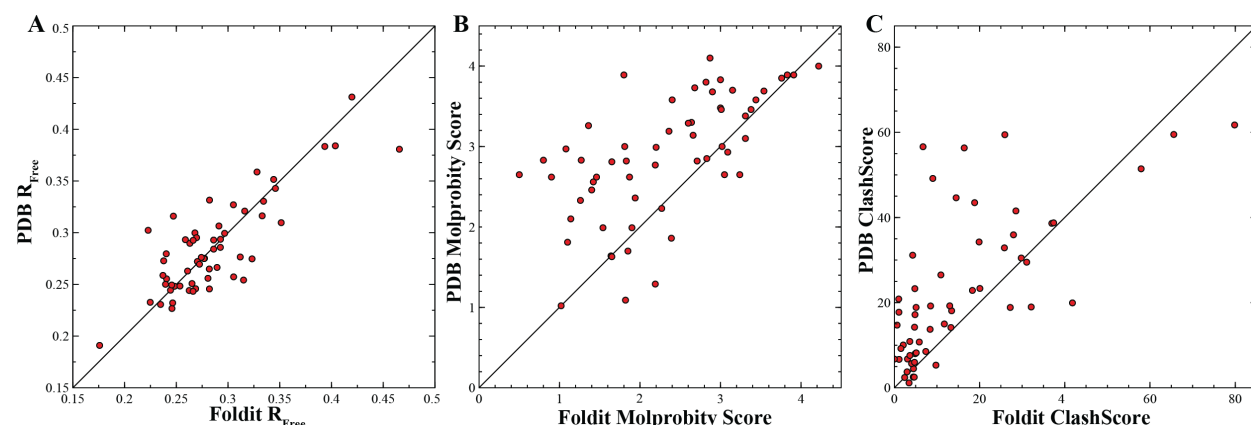 A
0.5
0.45
0.4
0.35
0.3
0.25
0.2
0.15
PDB R Free
0.15 0.2 0.25 0.3 0.35 0.4 0.45 0.5
Foldit R Free
B
4
3
2
1
0
PDB Molprobity Score
0 1 2 3 4
Foldit Molprobity Score
C
80
60
40
20
0
PDB ClashScore
0 20 40 60 80
Foldit ClashScore